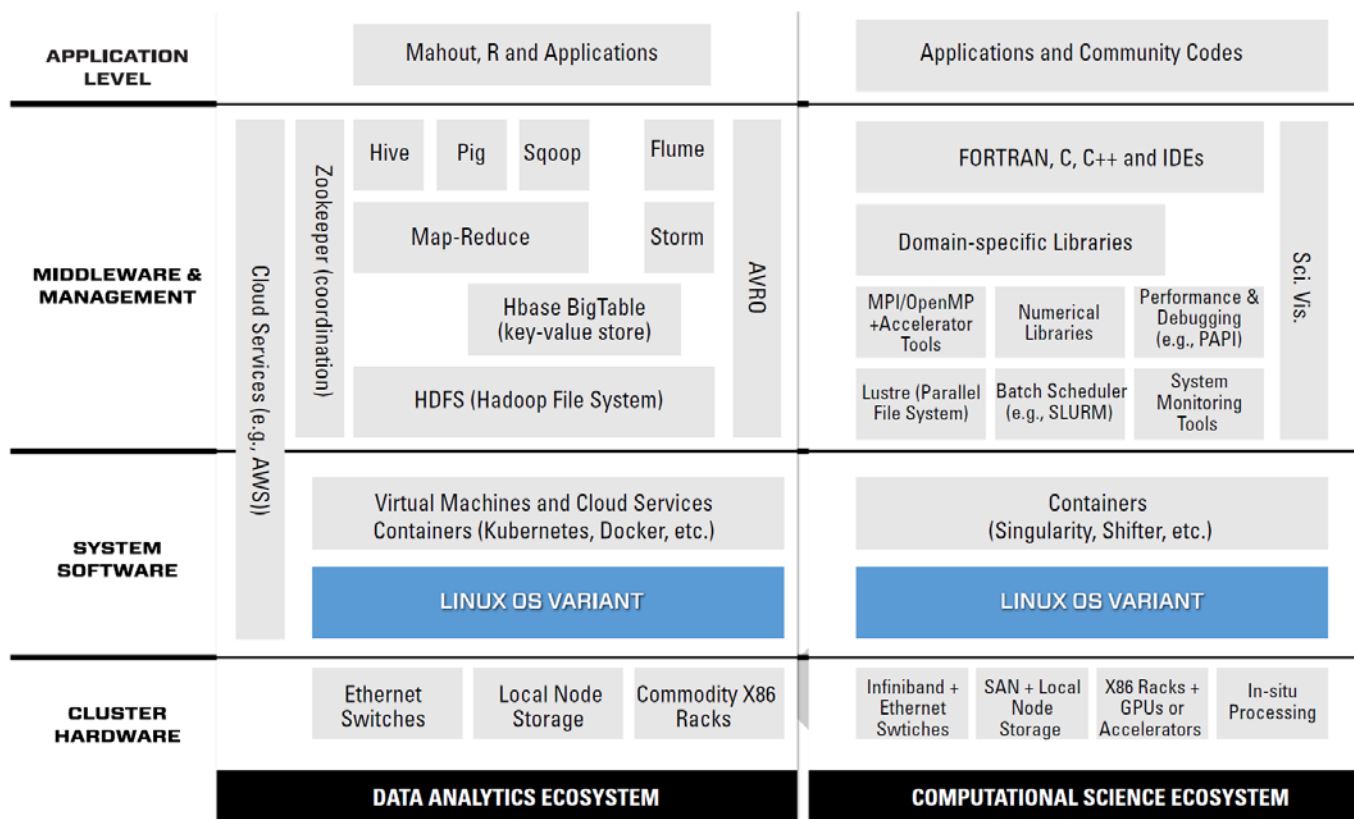 APPLICATION
LEVEL
Mahout, R and Applications
Applications and Community Codes
MIDDLEWARE &
MANAGEMENT
Cloud Services (e.g., AWS))
Zookeeper (coordination)
Hive
Pig
Sqoop
Flume
Map-Reduce
Storm
Hbase BigTable
(key-value store)
HDFS (Hadoop File System)
AVRO
FORTRAN, C, C++ and IDEs
Domain-specific Libraries
MPI/OpenMP
+Accelerator
Tools
Numerical
Libraries
Performance &
Debugging
(e.g., PAPI)
Lustre (Parallel
File System)
Batch Scheduler
(e.g., SLURM)
System
Monitoring
Tools
Sci. Vis.
SYSTEM
SOFTWARE
Virtual Machines and Cloud Services
Containers (Kubernetes, Docker, etc.)
LINUX OS VARIANT
Containers
(Singularity, Shifter, etc.)
LINUX OS VARIANT
CLUSTER
HARDWARE
Ethernet
Switches
Local Node
Storage
Commodity X86
Racks
Infiniband +
Ethernet
Swtiches
SAN + Local
Node
Storage
X86 Racks +
GPUs or
Accelerators
In-situ
Processing
DATA ANALYTICS ECOSYSTEM
COMPUTATIONAL SCIENCE ECOSYSTEM